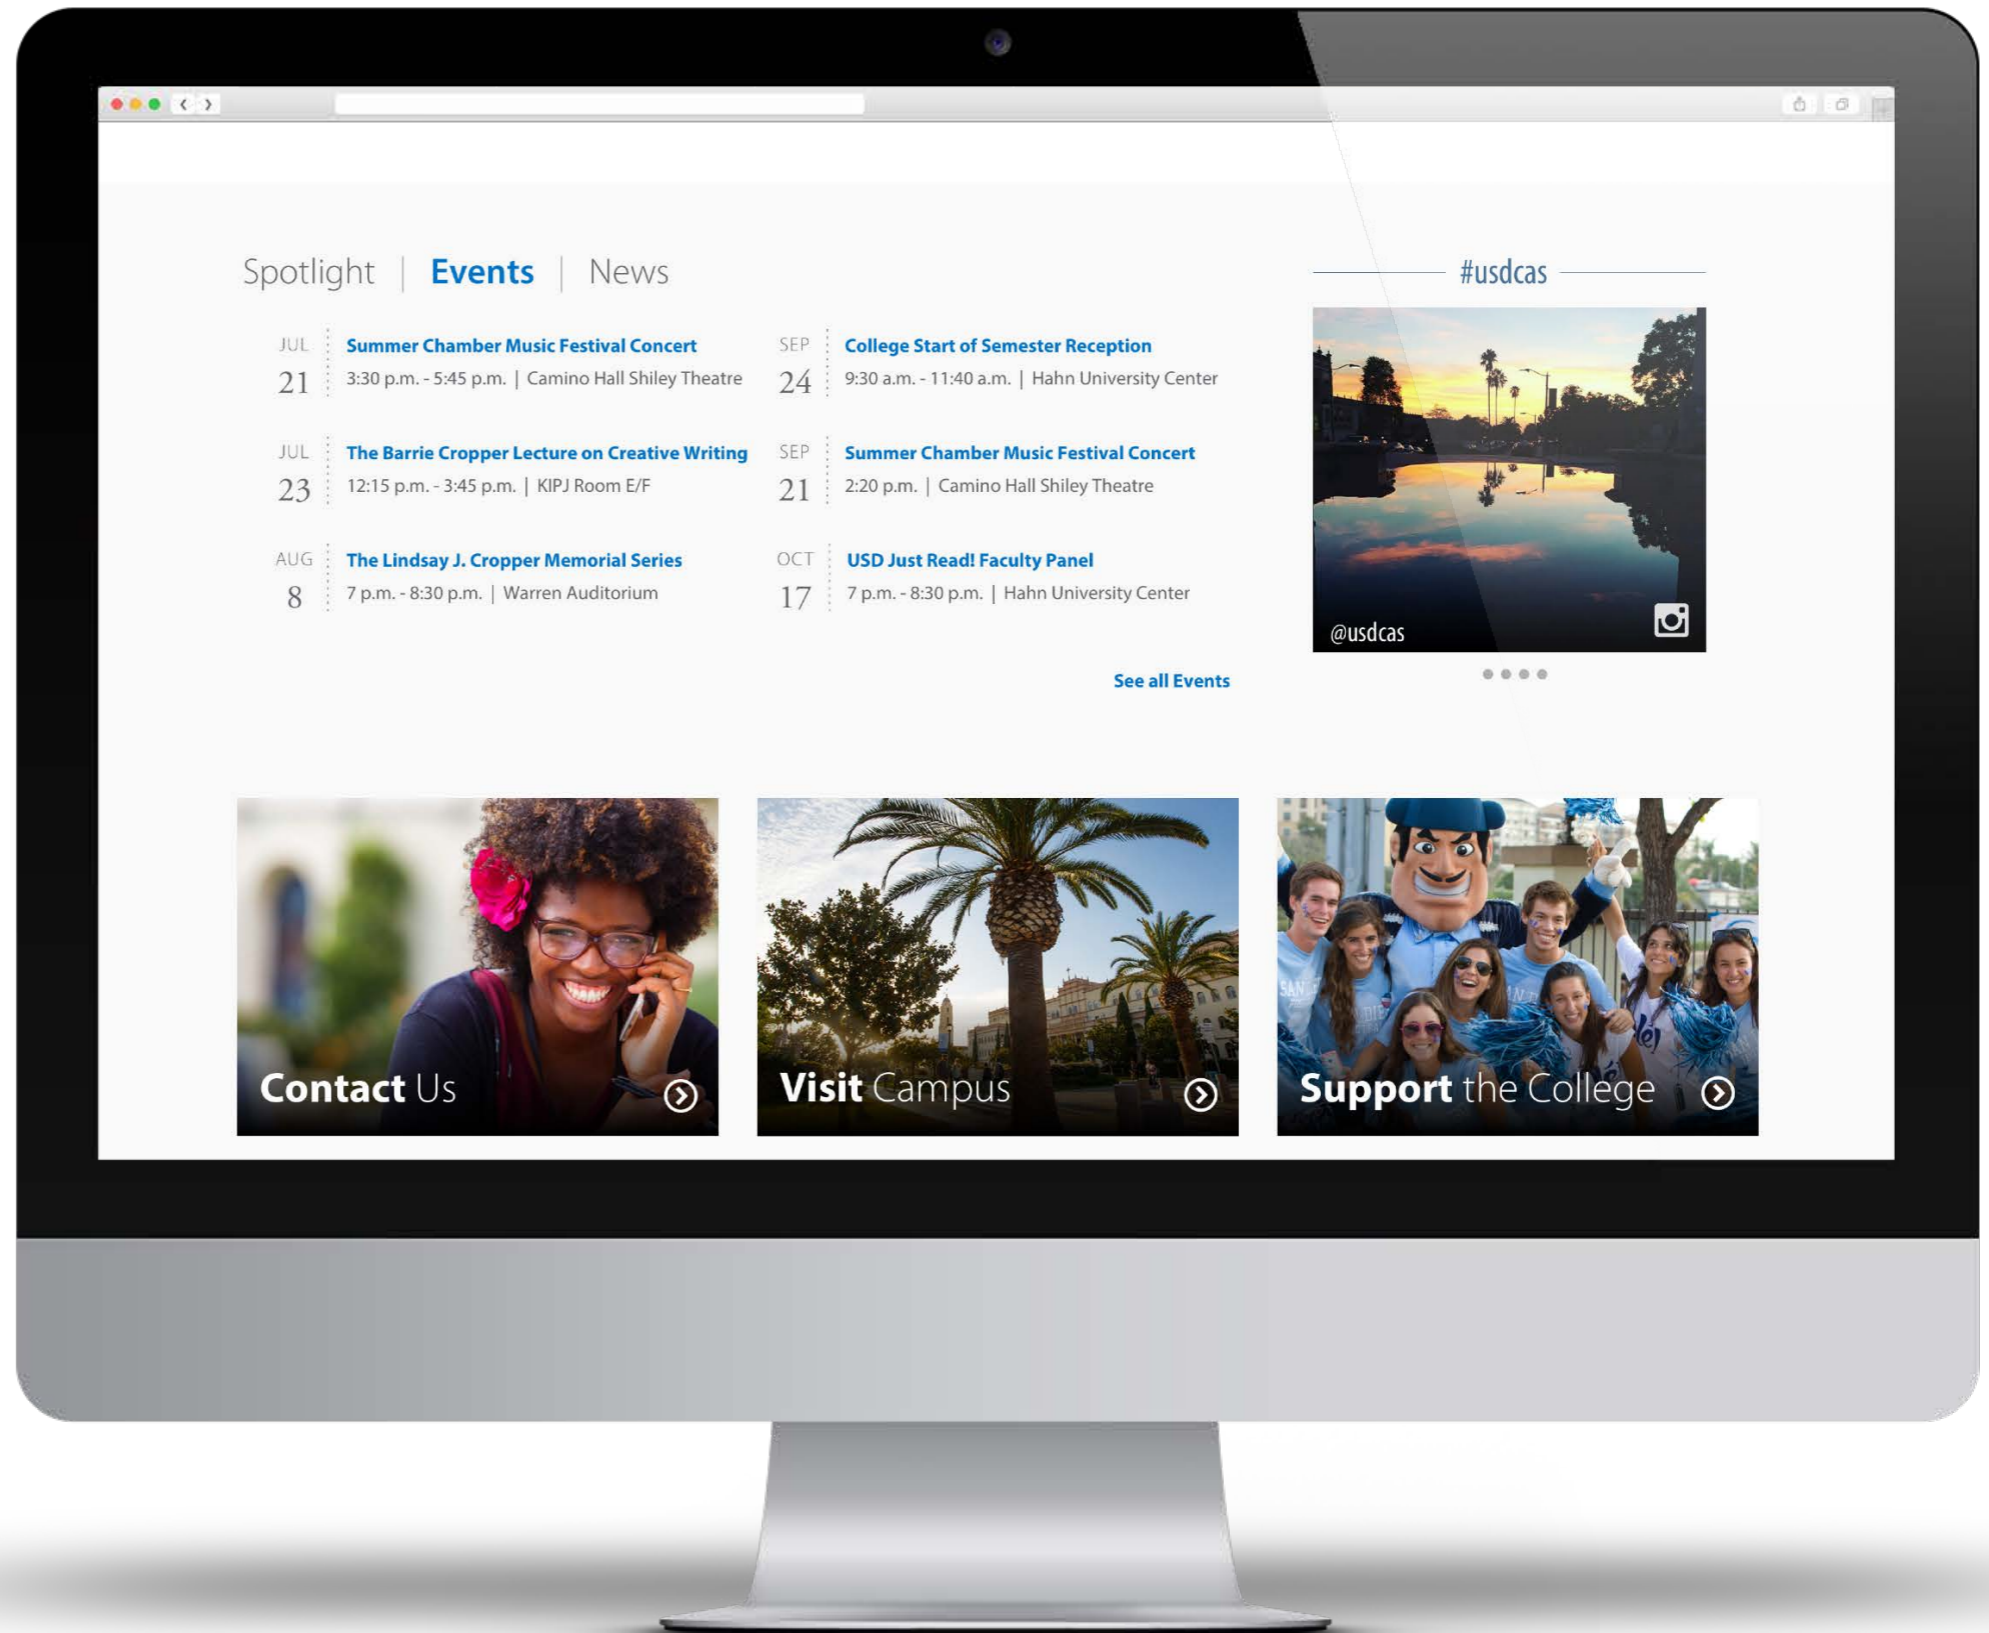 Spotlight | Events | News
JUL 21
Summer Chamber Music Festival Concert
3:30 p.m. - 5:45 p.m. | Camino Hall Shiley Theatre
JUL 23
The Barrie Cropper Lecture on Creative Writing
12:15 p.m. - 3:45 p.m. | KIPJ Room E/F
AUG 8
The Lindsay J. Cropper Memorial Series
7 p.m. - 8:30 p.m. | Warren Auditorium
SEP 24
College Start of Semester Reception
9:30 a.m. - 11:40 a.m. | Hahn University Center
SEP 21
Summer Chamber Music Festival Concert
2:20 p.m. | Camino Hall Shiley Theatre
OCT 17
USD Just Read! Faculty Panel
7 p.m. - 8:30 p.m. | Hahn University Center
See all Events
#usdcas
@usdcas
Contact Us
Visit Campus
Support the College